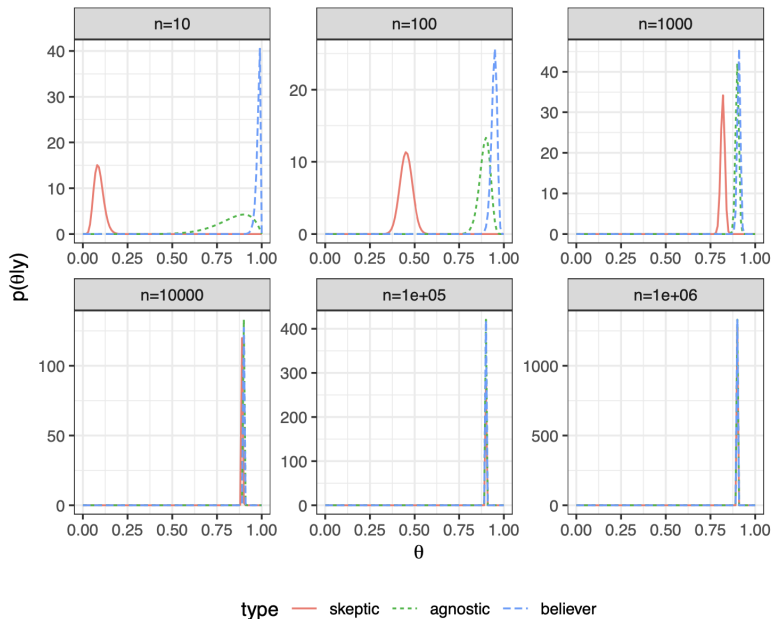 n=10 n=100 n=1000
40 30 20 10 0
20 10 0
40 30 20 10 0
0.00 0.25 0.50 0.75 1.00 0.00 0.25 0.50 0.75 1.00 0.00 0.25 0.50 0.75 1.00
p(θ|y)
n=10000 n=1e+05 n=1e+06
100 50 0
400 300 200 100 0
1000 500 0
0.00 0.25 0.50 0.75 1.00 0.00 0.25 0.50 0.75 1.00 0.00 0.25 0.50 0.75 1.00
θ
type skeptic agnostic believer